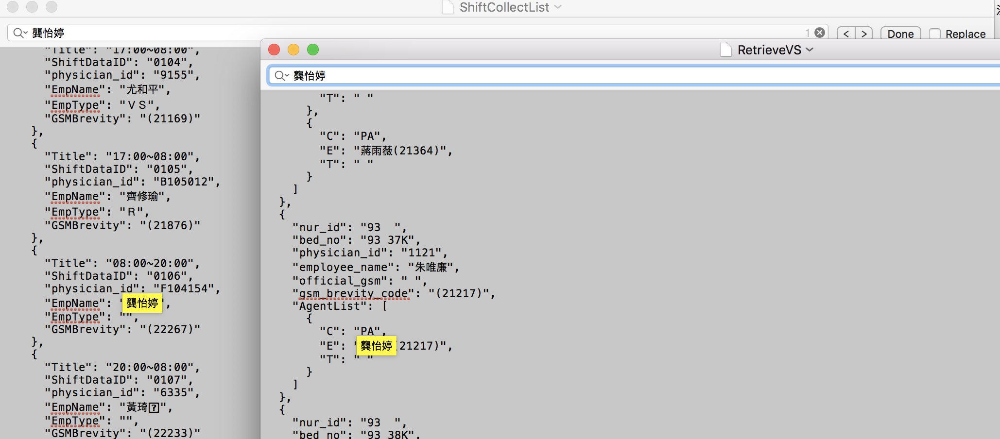 ShiftCollectList
龔怡婷
1
Done
Replace
"Title": "17:00~08:00",
"ShiftDataID": "0104",
"physician_id": "9155",
"EmpName": "尤和平",
"EmpType": "ＶＳ",
"GSMBrevity": "(21169)"
},
{
"Title": "17:00~08:00",
"ShiftDataID": "0105",
"physician_id": "B105012",
"EmpName": "齊修瑜",
"EmpType": "Ｒ",
"GSMBrevity": "(21876)"
},
{
"Title": "08:00~20:00",
"ShiftDataID": "0106",
"physician_id": "F104154",
"EmpName": "龔怡婷",
"EmpType": "",
"GSMBrevity": "(22267)"
},
{
"Title": "20:00~08:00",
"ShiftDataID": "0107",
"physician_id": "6335",
"EmpName": "黃琦⍰",
"EmpType": "",
"GSMBrevity": "(22233)"
RetrieveVS
龔怡婷
"T": " "
},
{
"C": "PA",
"E": "蔣雨薇(21364)",
"T": " "
}
]
},
{
"nur_id": "93  ",
"bed_no": "93 37K",
"physician_id": "1121",
"employee_name": "朱唯廉",
"official_gsm": " ",
"gsm_brevity_code": "(21217)",
"AgentList": [
{
"C": "PA",
"E": "龔怡婷(21217)",
"T": " "
}
]
},
{
"nur_id": "93  ",
"bed_no": "93 38K",